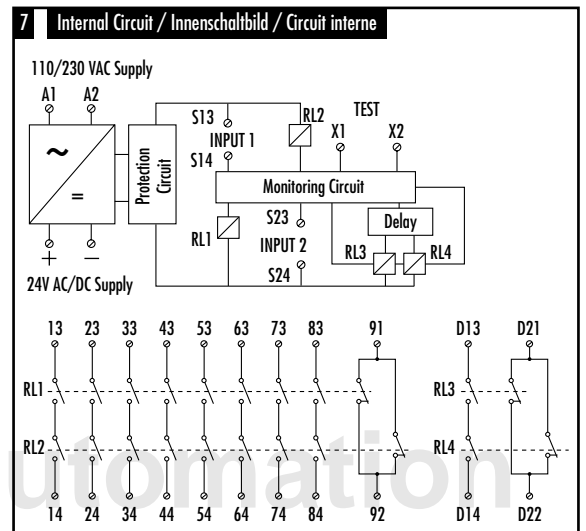 7 Internal Circuit / Innenschaltbild / Circuit interne
110/230 VAC Supply
A1 A2
~
=
+ –
24V AC/DC Supply
Protection
Circuit
S13
INPUT 1
S14
RL2
TEST
X1 X2
Monitoring Circuit
RL1
S23
INPUT 2
S24
Delay
RL3 RL4
13 23 33 43 53 63 73 83 91 D13 D21
RL1 RL3
RL2 RL4
utomation
14 24 34 44 54 64 74 84 92 D14 D22